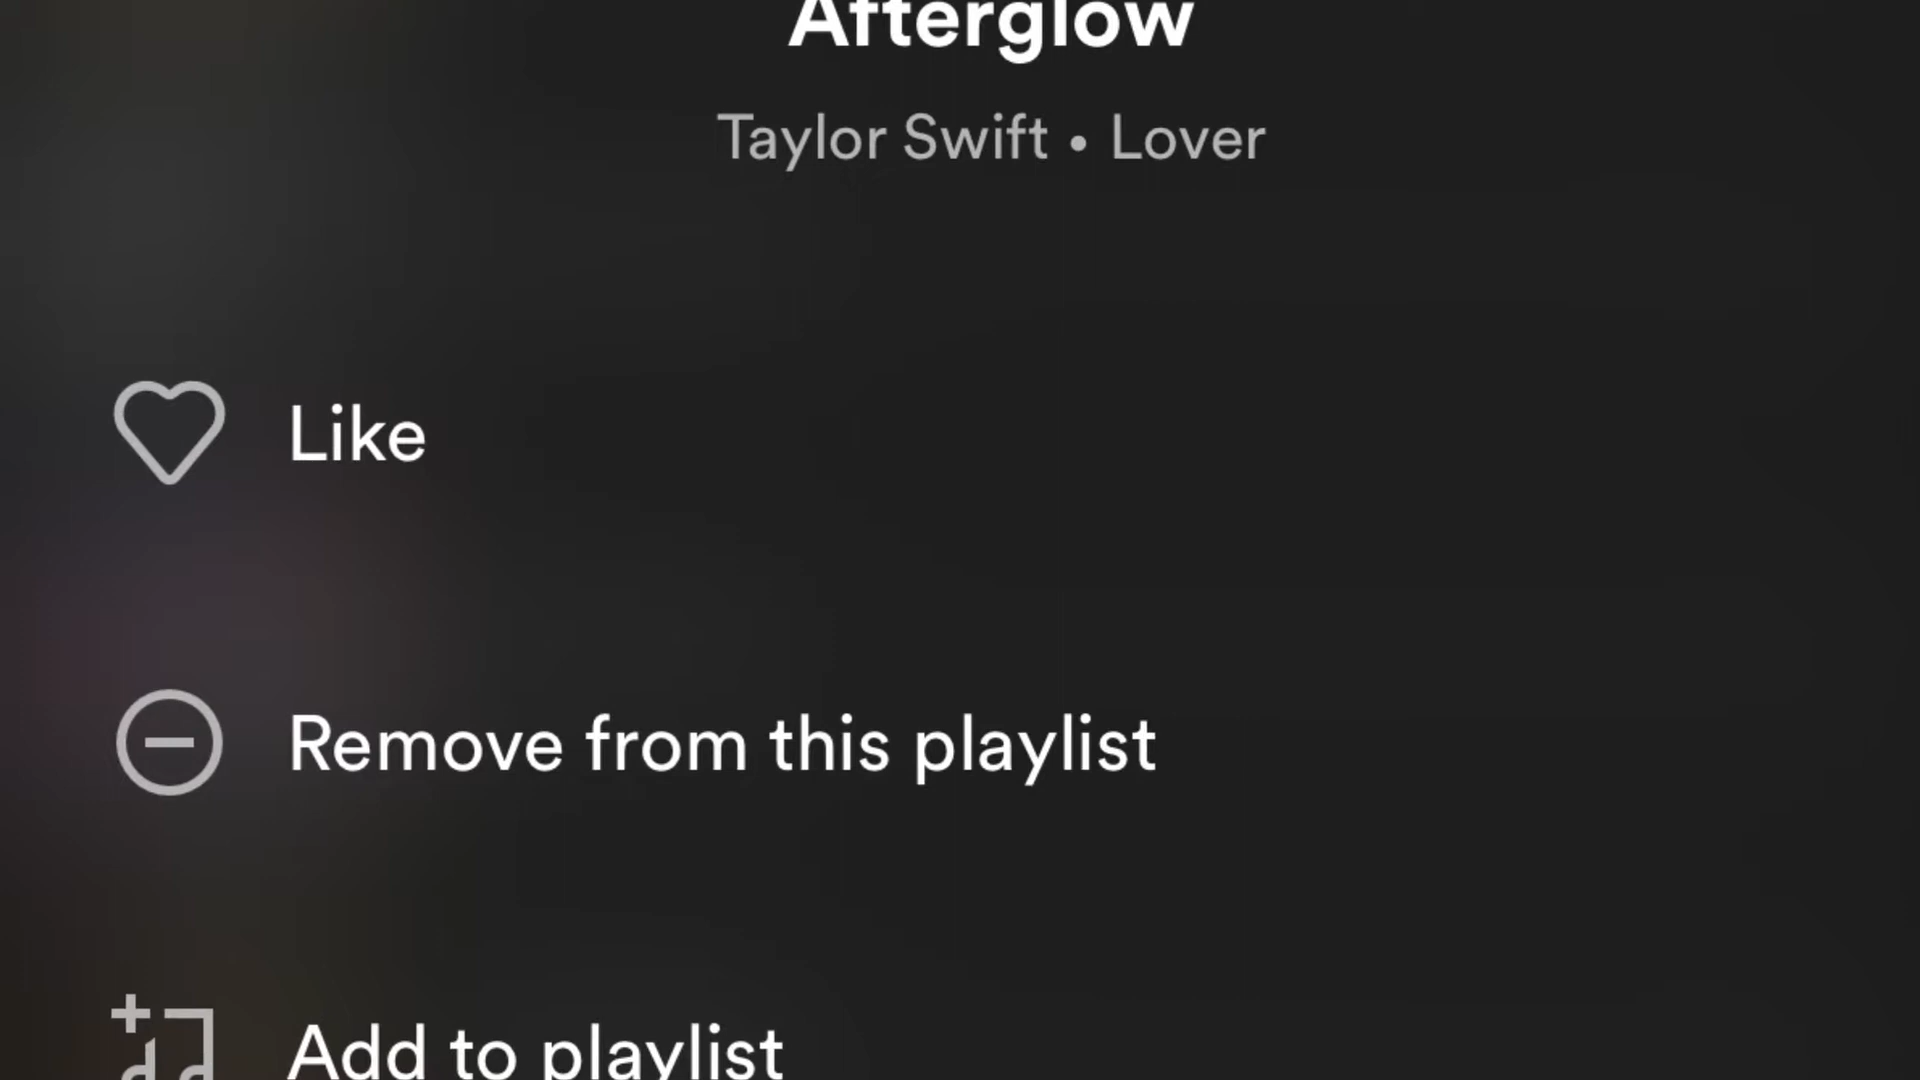 Afterglow
Taylor Swift • Lover
Like
Remove from this playlist
Add to playlist